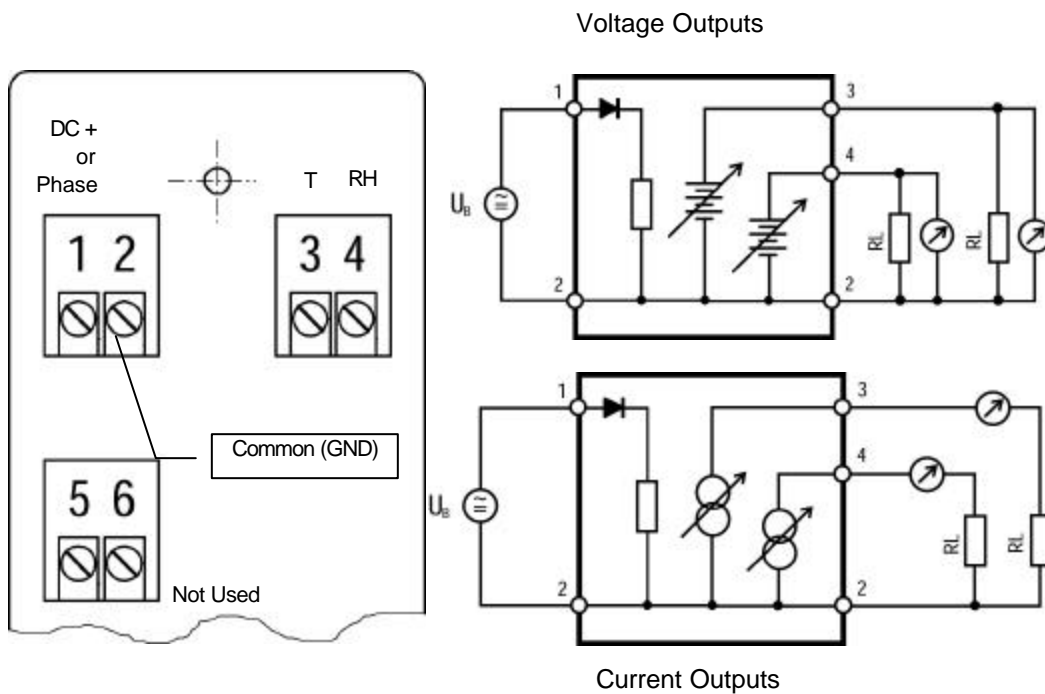 Voltage Outputs
DC +
or
Phase
T RH
1 2
3 4
Common (GND)
5 6
Not Used
1
3
4
U_B
RL
RL
2
2
1
3
4
U_B
RL
RL
2
2
Current Outputs